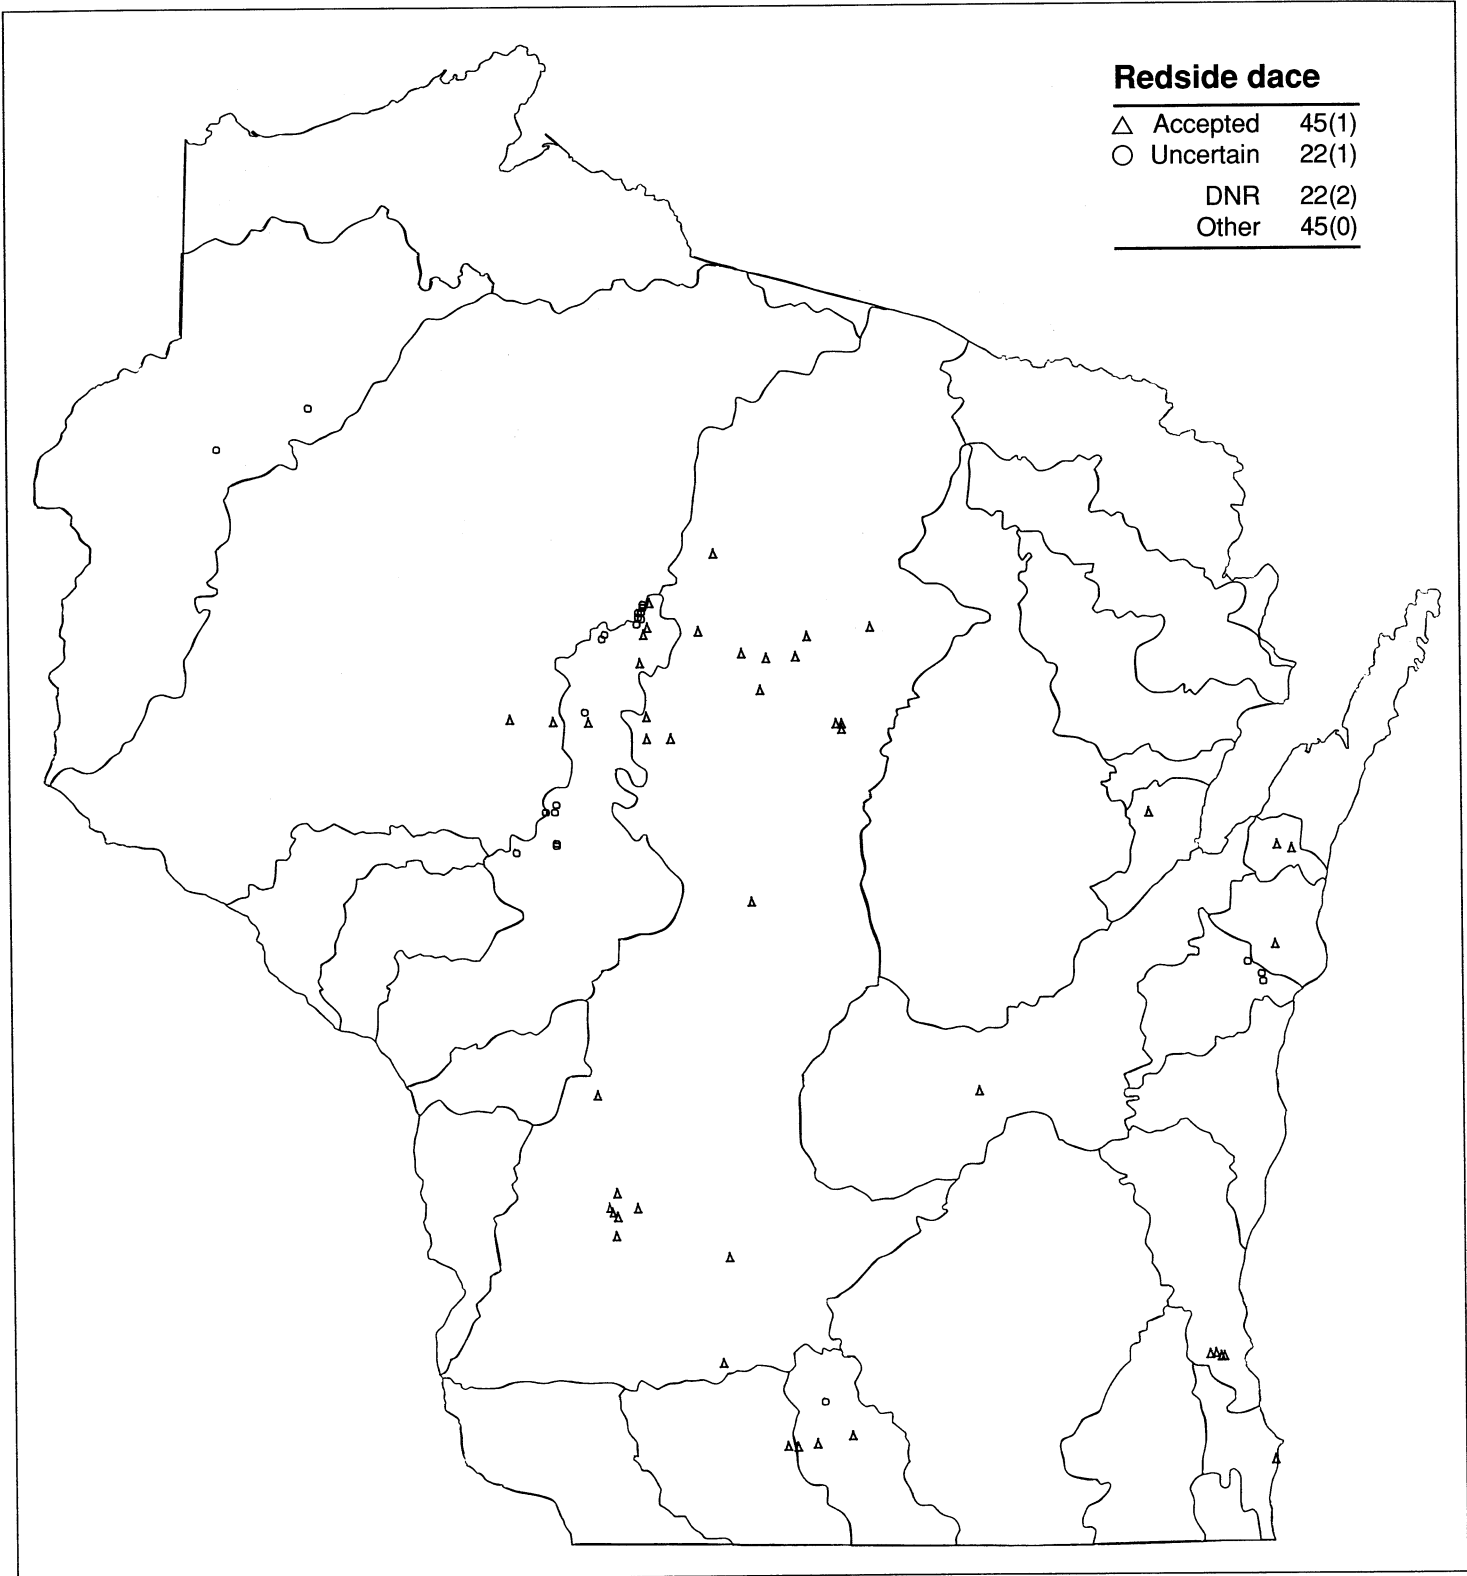 Redside dace
△ Accepted 45(1)
○ Uncertain 22(1)
DNR 22(2)
Other 45(0)